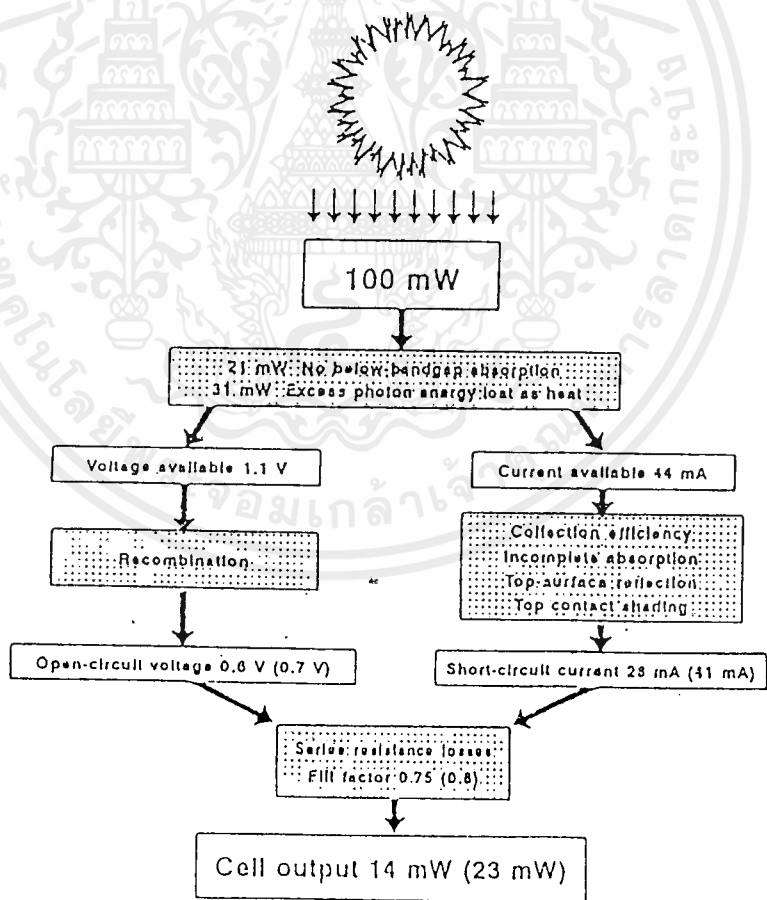 100 mW
21 mW: No below-bandgap absorption
31 mW: Excess photon energy lost as heat
Voltage available 1.1 V
Current available 44 mA
Recombination
Collection efficiency
Incomplete absorption
Top-surface reflection
Top contact shading
Open-circuit voltage 0.6 V (0.7 V)
Short-circuit current 28 mA (41 mA)
Series resistance losses
Fill factor 0.75 (0.8)
Cell output 14 mW (23 mW)